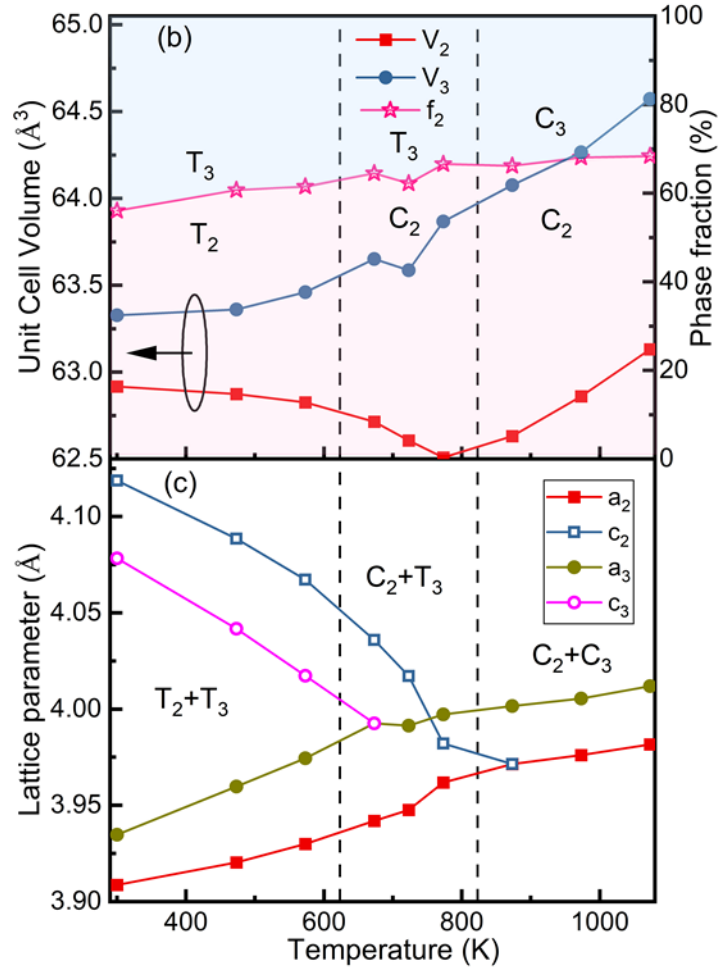 (b)
V₂
V₃
f₂
T₃
T₃
C₃
T₂
C₂
C₂
65.0
64.5
64.0
63.5
63.0
62.5
Unit Cell Volume (Å³)
100
80
60
40
20
0
Phase fraction (%)
(c)
a₂
c₂
a₃
c₃
C₂+T₃
C₂+C₃
T₂+T₃
4.10
4.05
4.00
3.95
3.90
Lattice parameter (Å)
400 600 800 1000
Temperature (K)